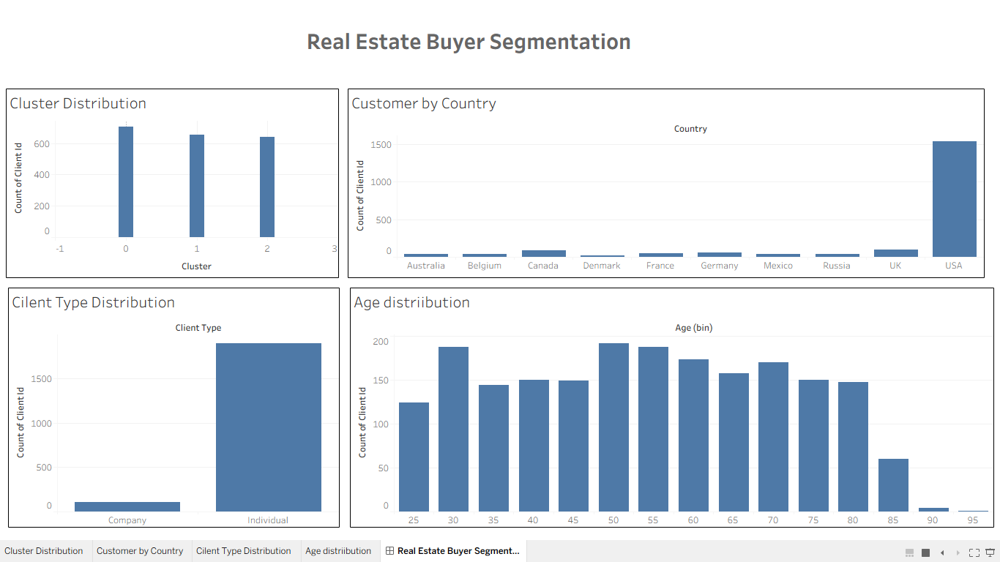 Real Estate Buyer Segmentation
Cluster Distribution
Count of Client Id
600
400
200
0
-1 0 1 2 3
Cluster
Customer by Country
Country
Count of Client Id
1500
1000
500
0
Australia Belgium Canada Denmark France Germany Mexico Russia UK USA
Cilent Type Distribution
Client Type
Count of Client Id
1500
1000
500
0
Company Individual
Age distriibution
Age (bin)
Count of Client Id
200
150
100
50
0
25 30 35 40 45 50 55 60 65 70 75 80 85 90 95
Cluster Distribution Customer by Country Cilent Type Distribution Age distriibution Real Estate Buyer Segment...